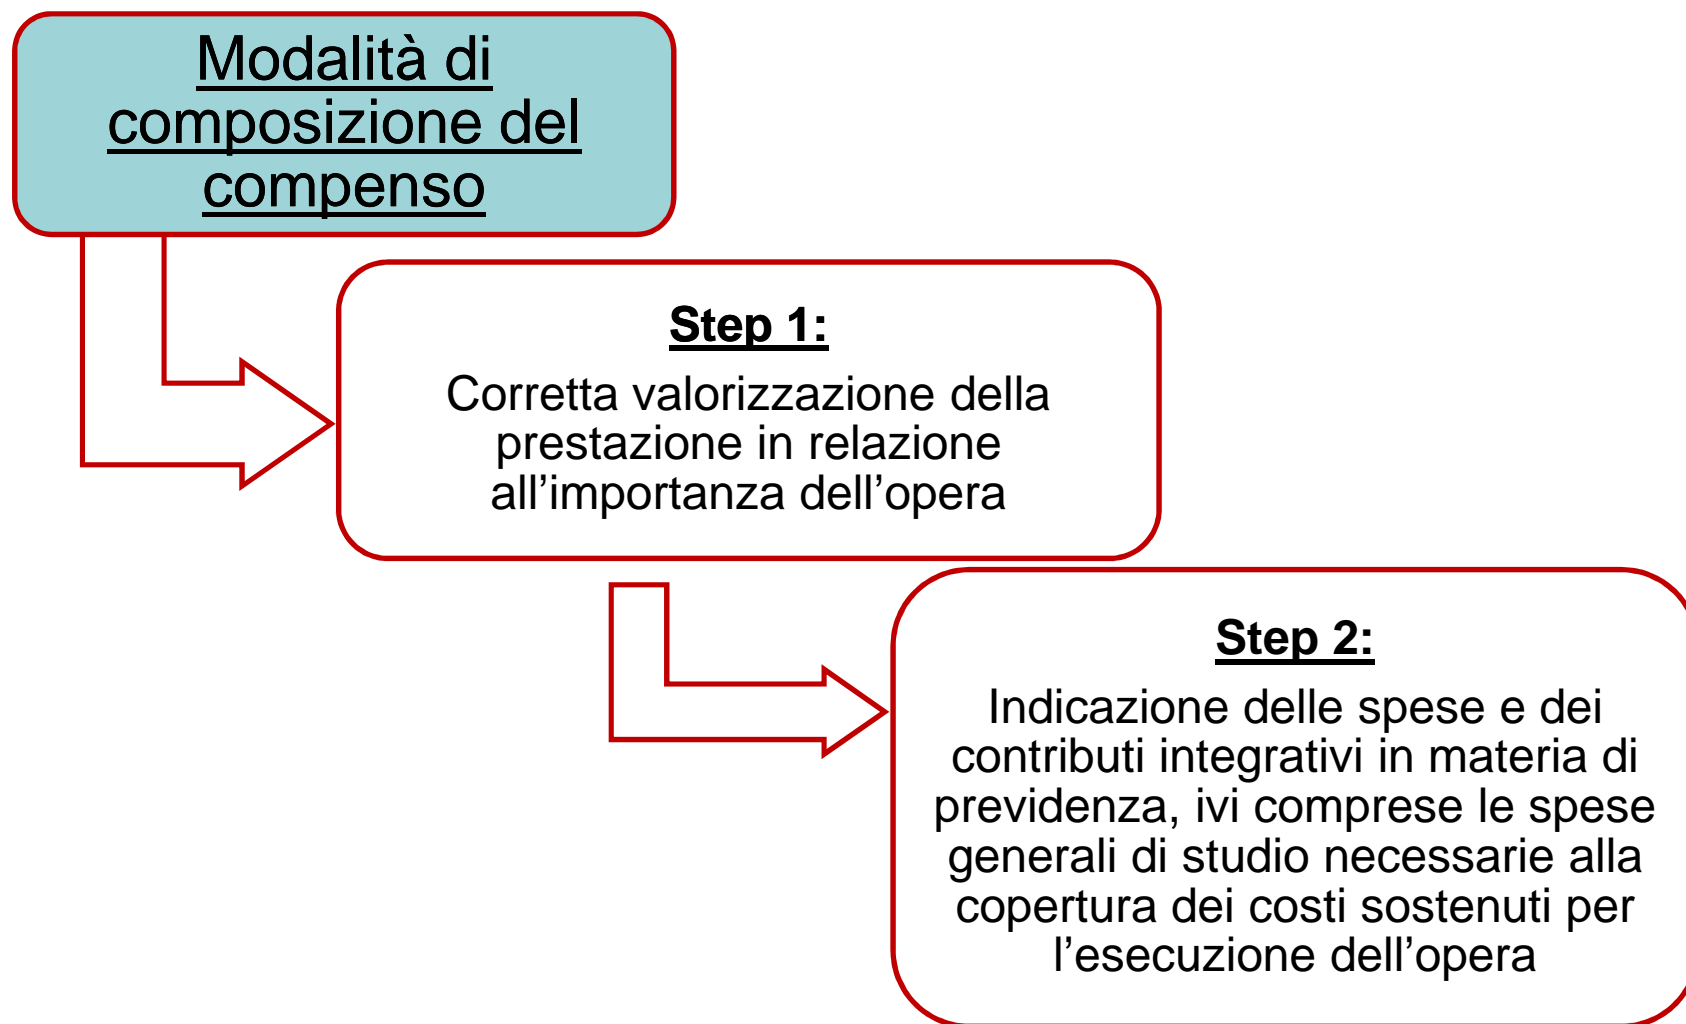 Modalità di
composizione del
compenso
Step 1:
Corretta valorizzazione della
prestazione in relazione
all’importanza dell’opera
Step 2:
Indicazione delle spese e dei
contributi integrativi in materia di
previdenza, ivi comprese le spese
generali di studio necessarie alla
copertura dei costi sostenuti per
l’esecuzione dell’opera